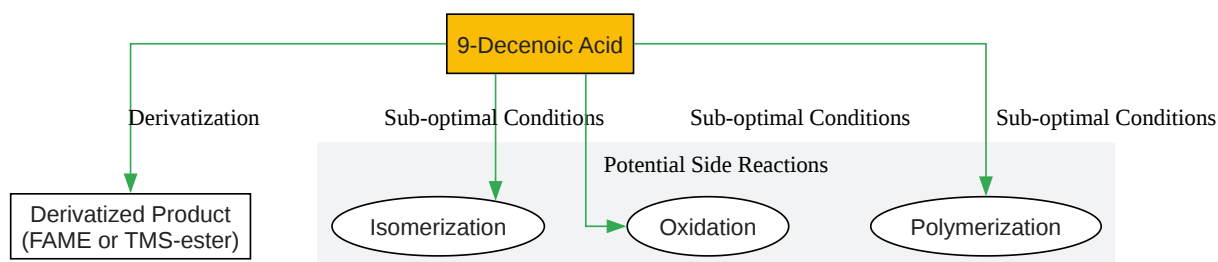 9-Decenoic Acid
Derivatization
Sub-optimal Conditions
Sub-optimal Conditions
Sub-optimal Conditions
Potential Side Reactions
Derivatized Product
(FAME or TMS-ester)
Isomerization
Oxidation
Polymerization